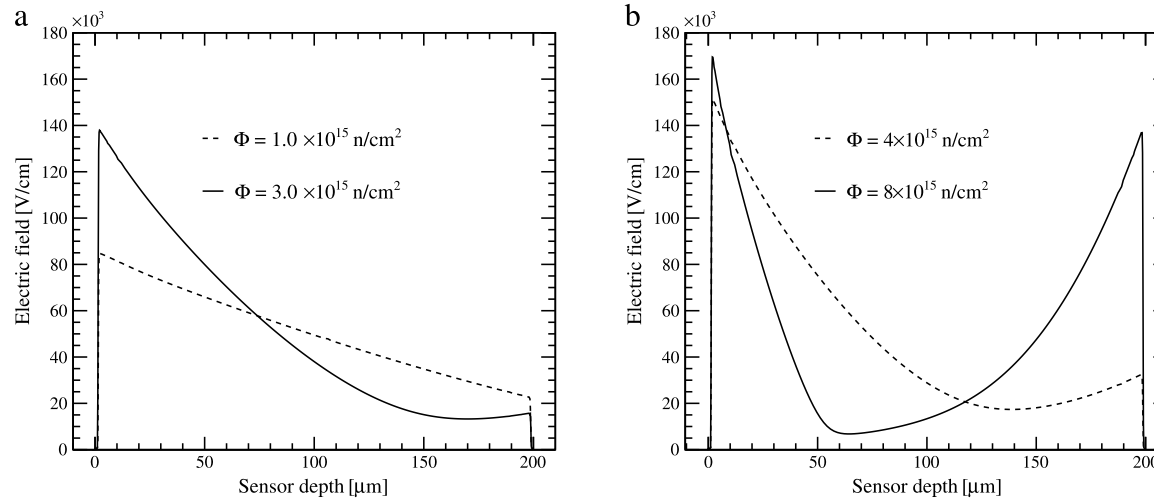 a
×10³
180
160
140
120
100
80
60
40
20
0
Electric field [V/cm]
Φ = 1.0 ×10¹⁵ n/cm²
Φ = 3.0 ×10¹⁵ n/cm²
0 50 100 150 200
Sensor depth [μm]
b
×10³
180
160
140
120
100
80
60
40
20
0
Electric field [V/cm]
Φ = 4×10¹⁵ n/cm²
Φ = 8×10¹⁵ n/cm²
0 50 100 150 200
Sensor depth [μm]